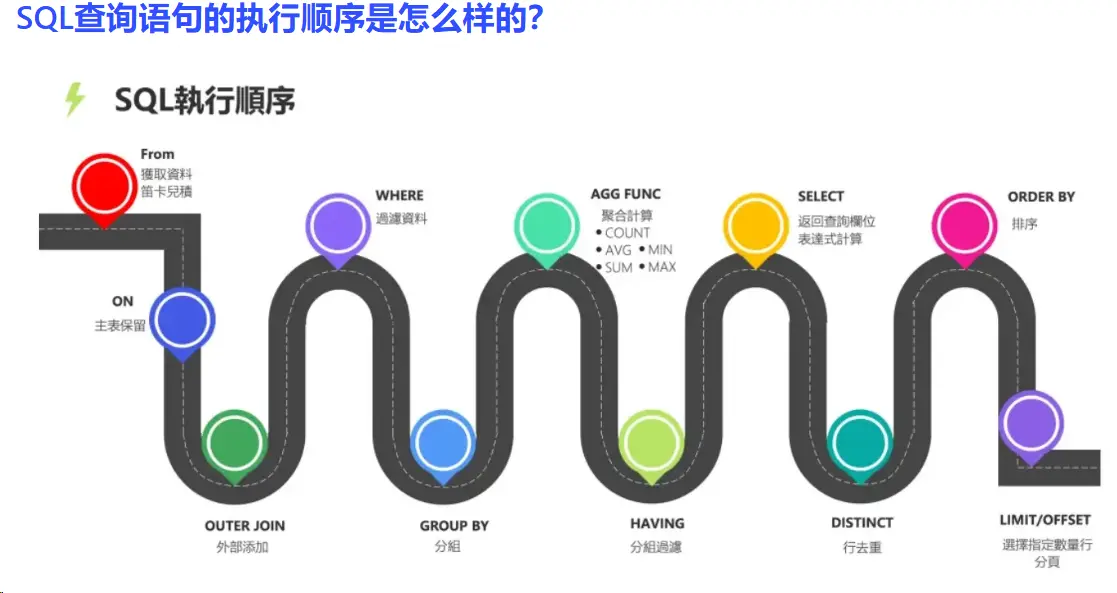 SQL查询语句的执行顺序是怎么样的?
SQL執行順序
From
獲取資料
笛卡兒積
ON
主表保留
OUTER JOIN
外部添加
WHERE
過濾資料
GROUP BY
分組
AGG FUNC
聚合計算
•COUNT
•AVG •MIN
•SUM •MAX
HAVING
分組過濾
SELECT
返回查詢欄位
表達式計算
DISTINCT
行去重
ORDER BY
排序
LIMIT/OFFSET
選擇指定數量行
分頁